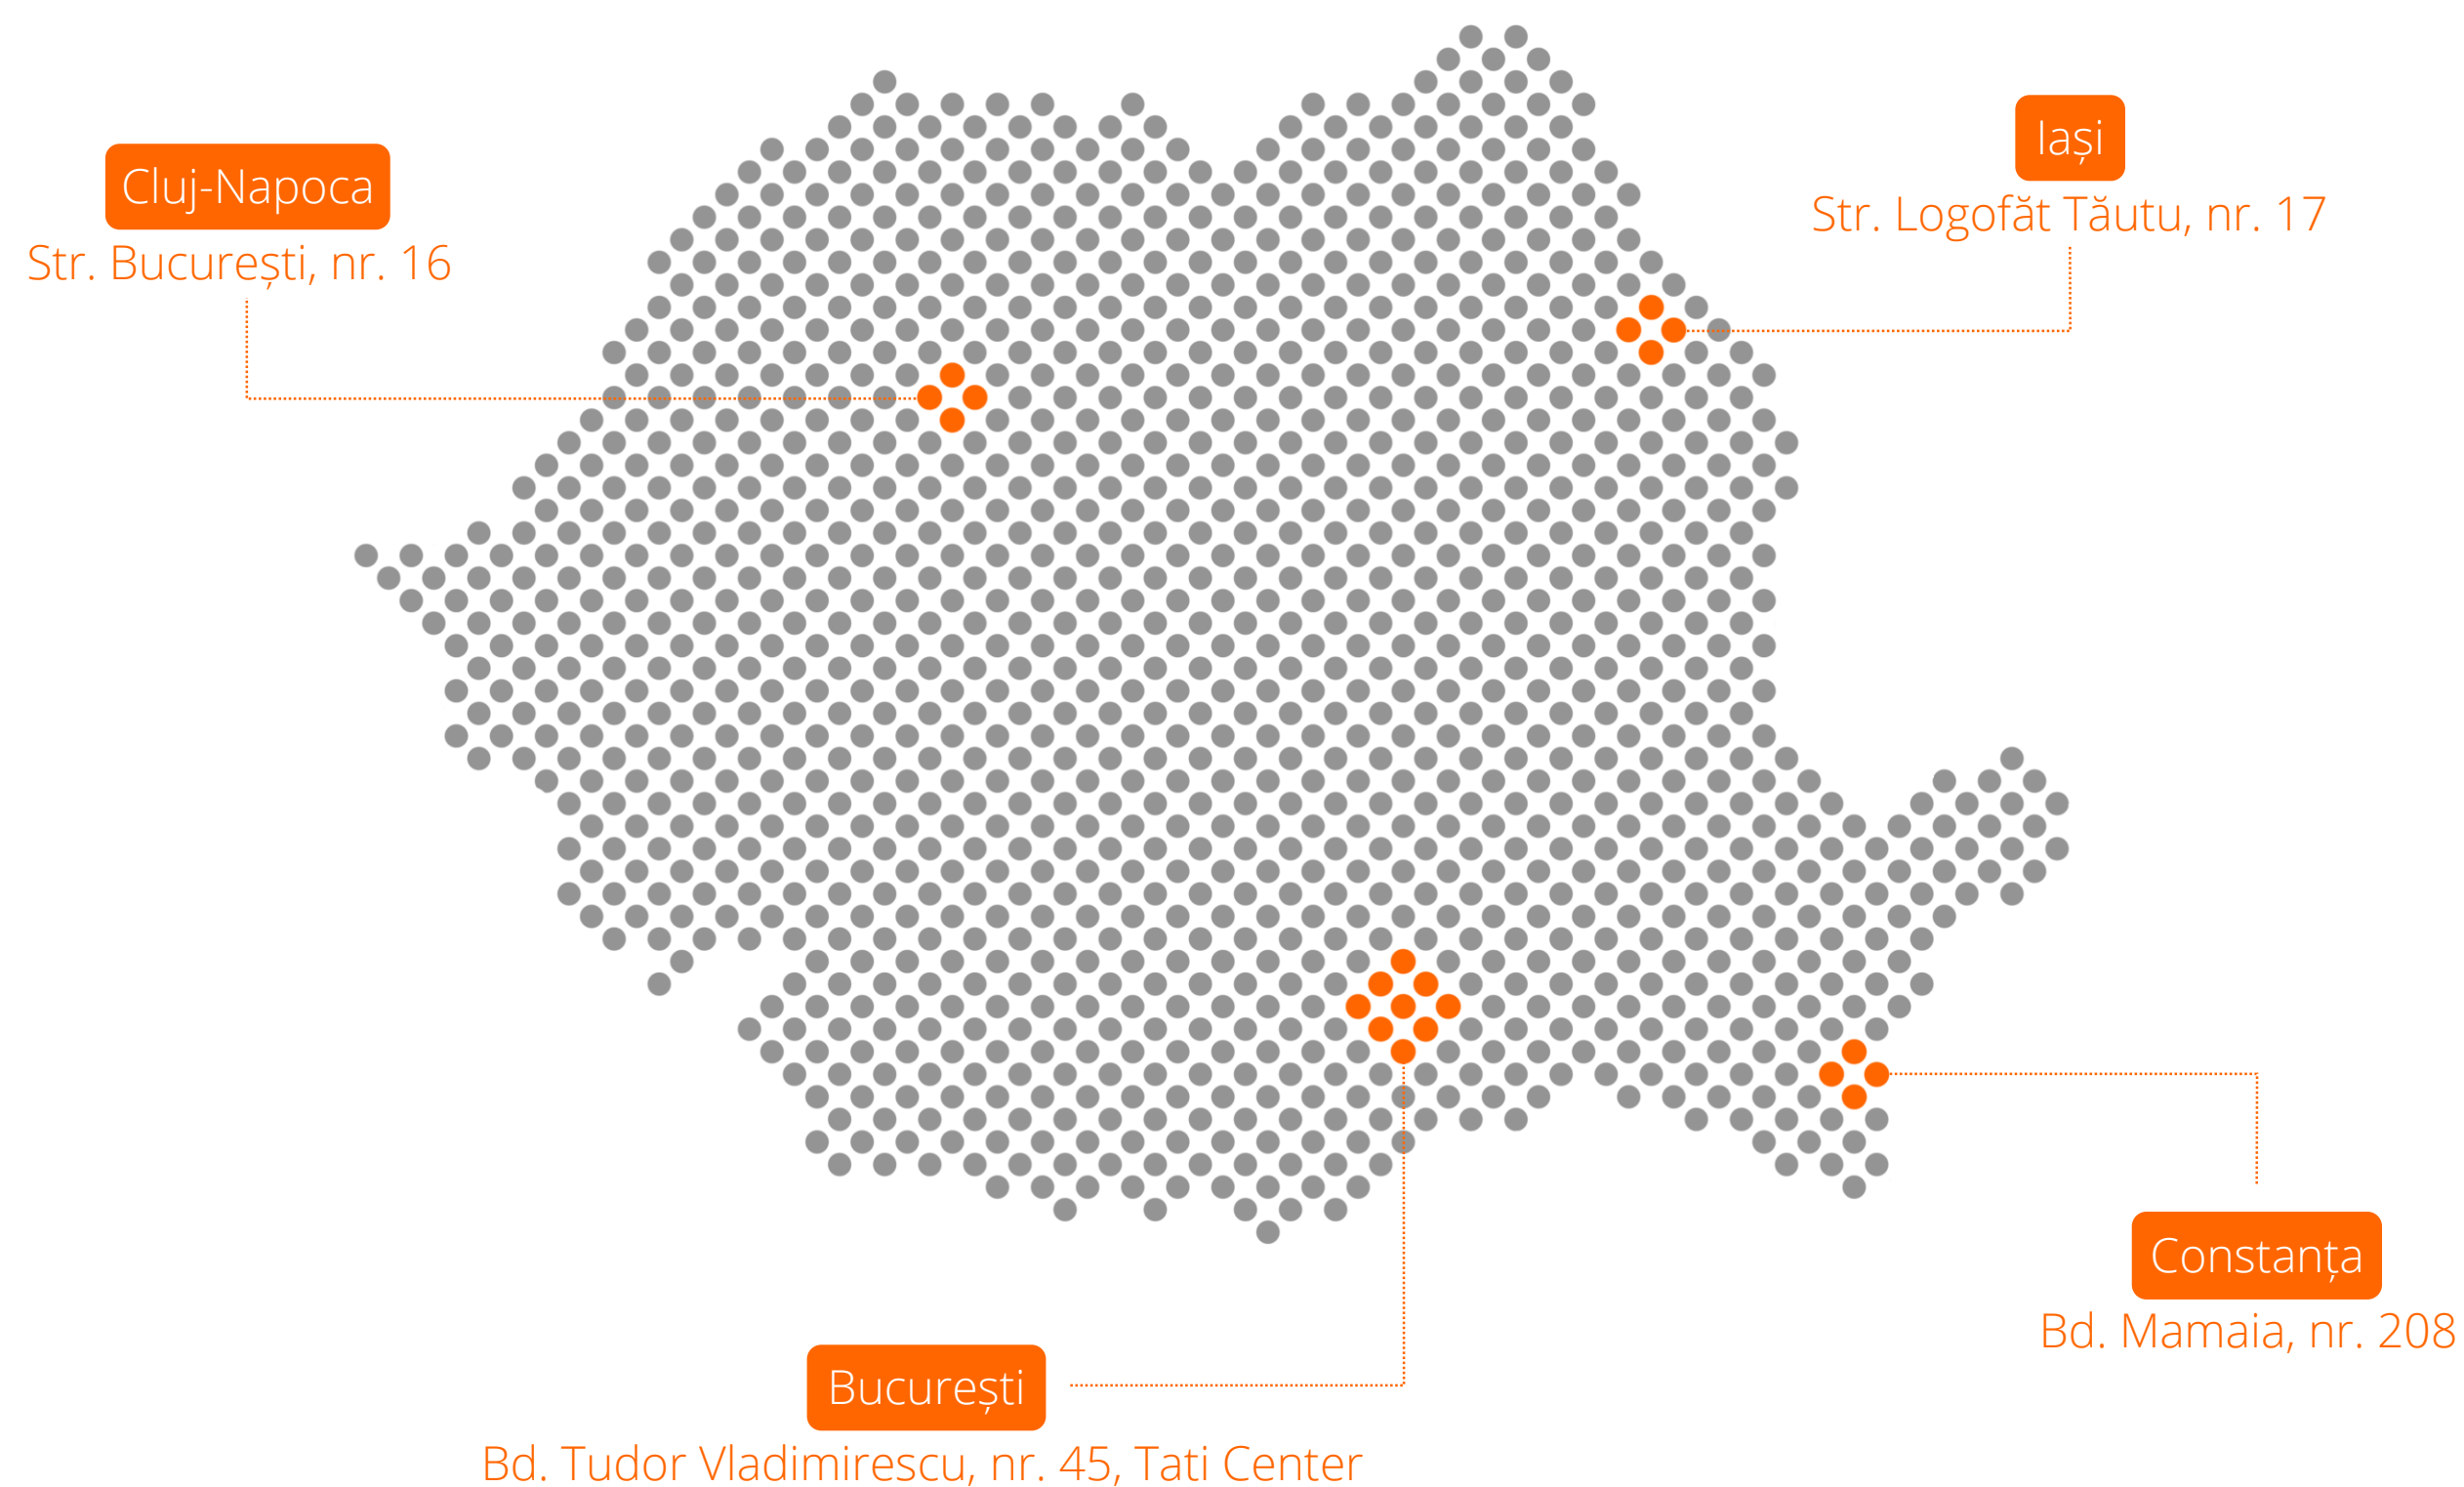 Cluj-Napoca
Str. București, nr. 16
Iași
Str. Logofăt Tăutu, nr. 17
Constanța
Bd. Mamaia, nr. 208
București
Bd. Tudor Vladimirescu, nr. 45, Tati Center